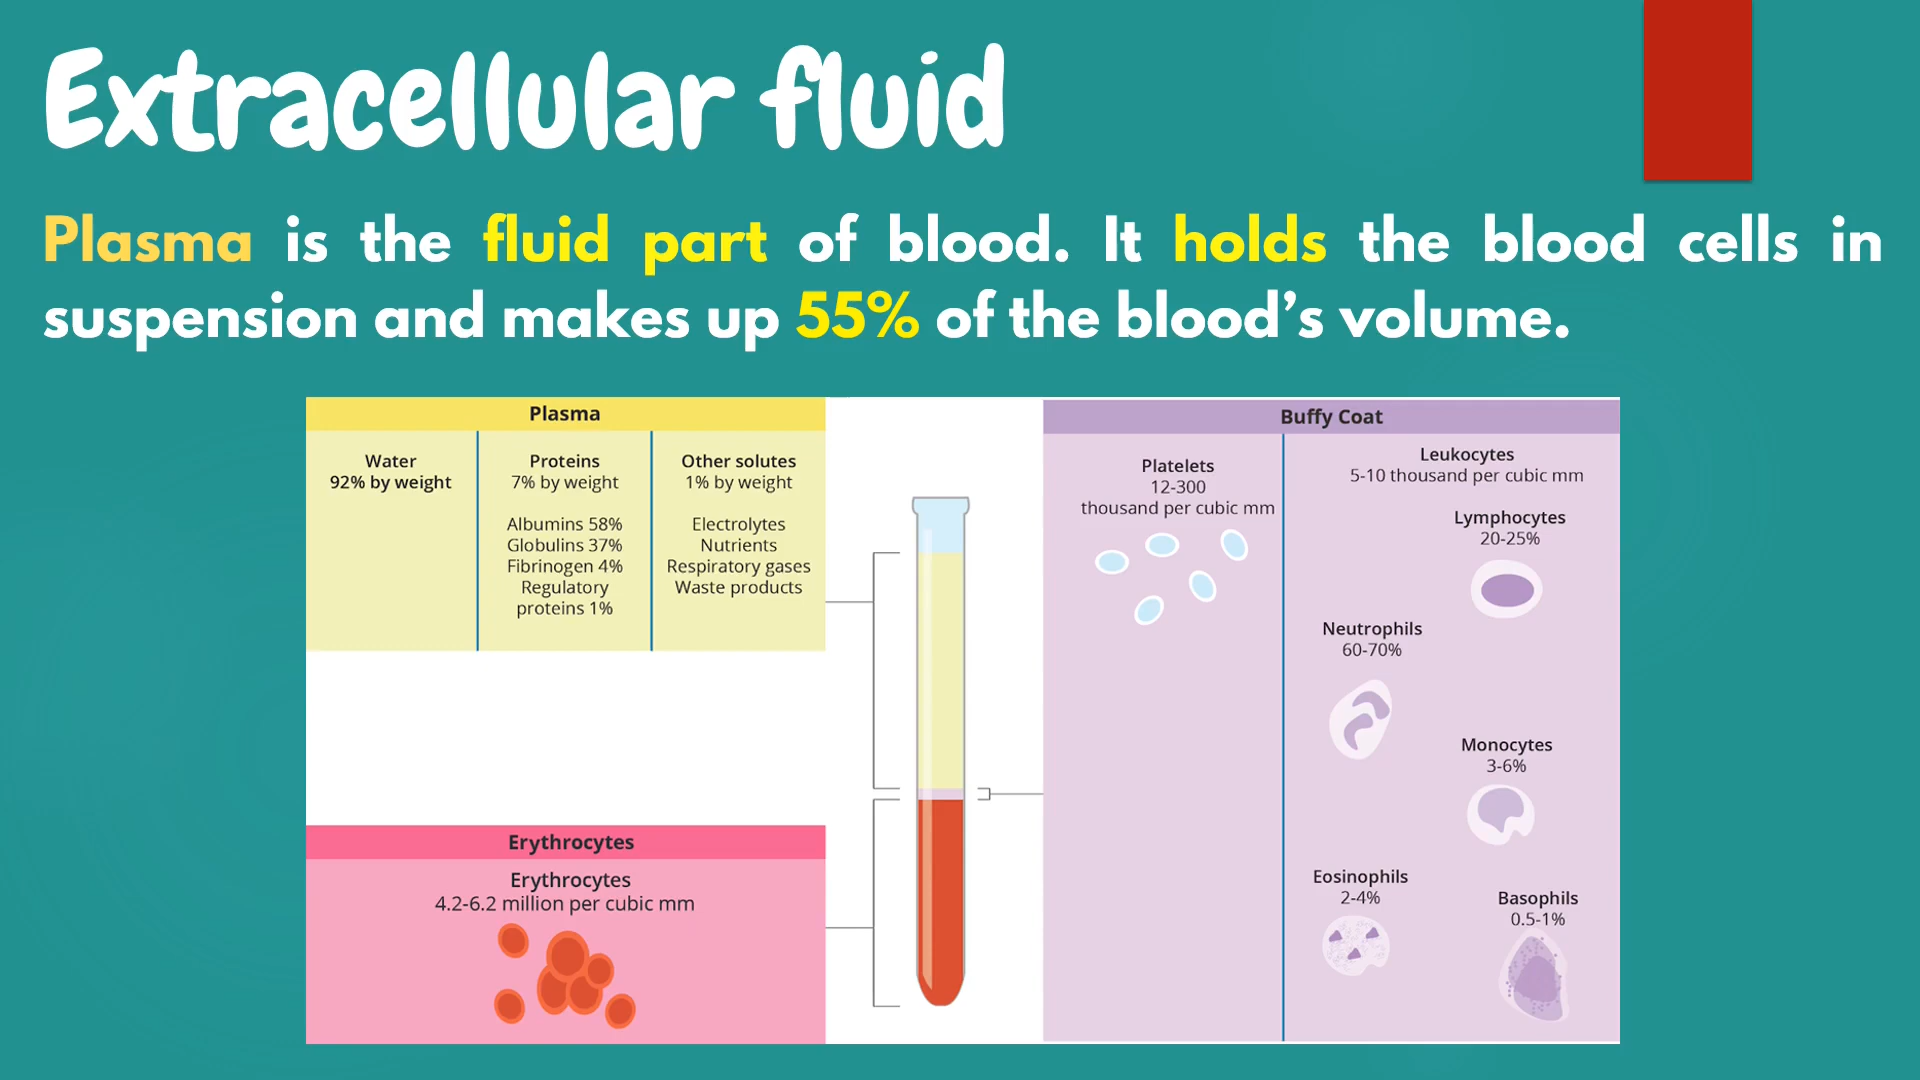 Extracellular fluid
Plasma is the fluid part of blood. It holds the blood cells in
suspension and makes up 55% of the blood’s volume.
Plasma
Water
92% by weight
Proteins
7% by weight
Albumins 58%
Globulins 37%
Fibrinogen 4%
Regulatory
proteins 1%
Other solutes
1% by weight
Electrolytes
Nutrients
Respiratory gases
Waste products
Erythrocytes
Erythrocytes
4.2-6.2 million per cubic mm
Buffy Coat
Platelets
12-300
thousand per cubic mm
Leukocytes
5-10 thousand per cubic mm
Lymphocytes
20-25%
Neutrophils
60-70%
Monocytes
3-6%
Eosinophils
2-4%
Basophils
0.5-1%